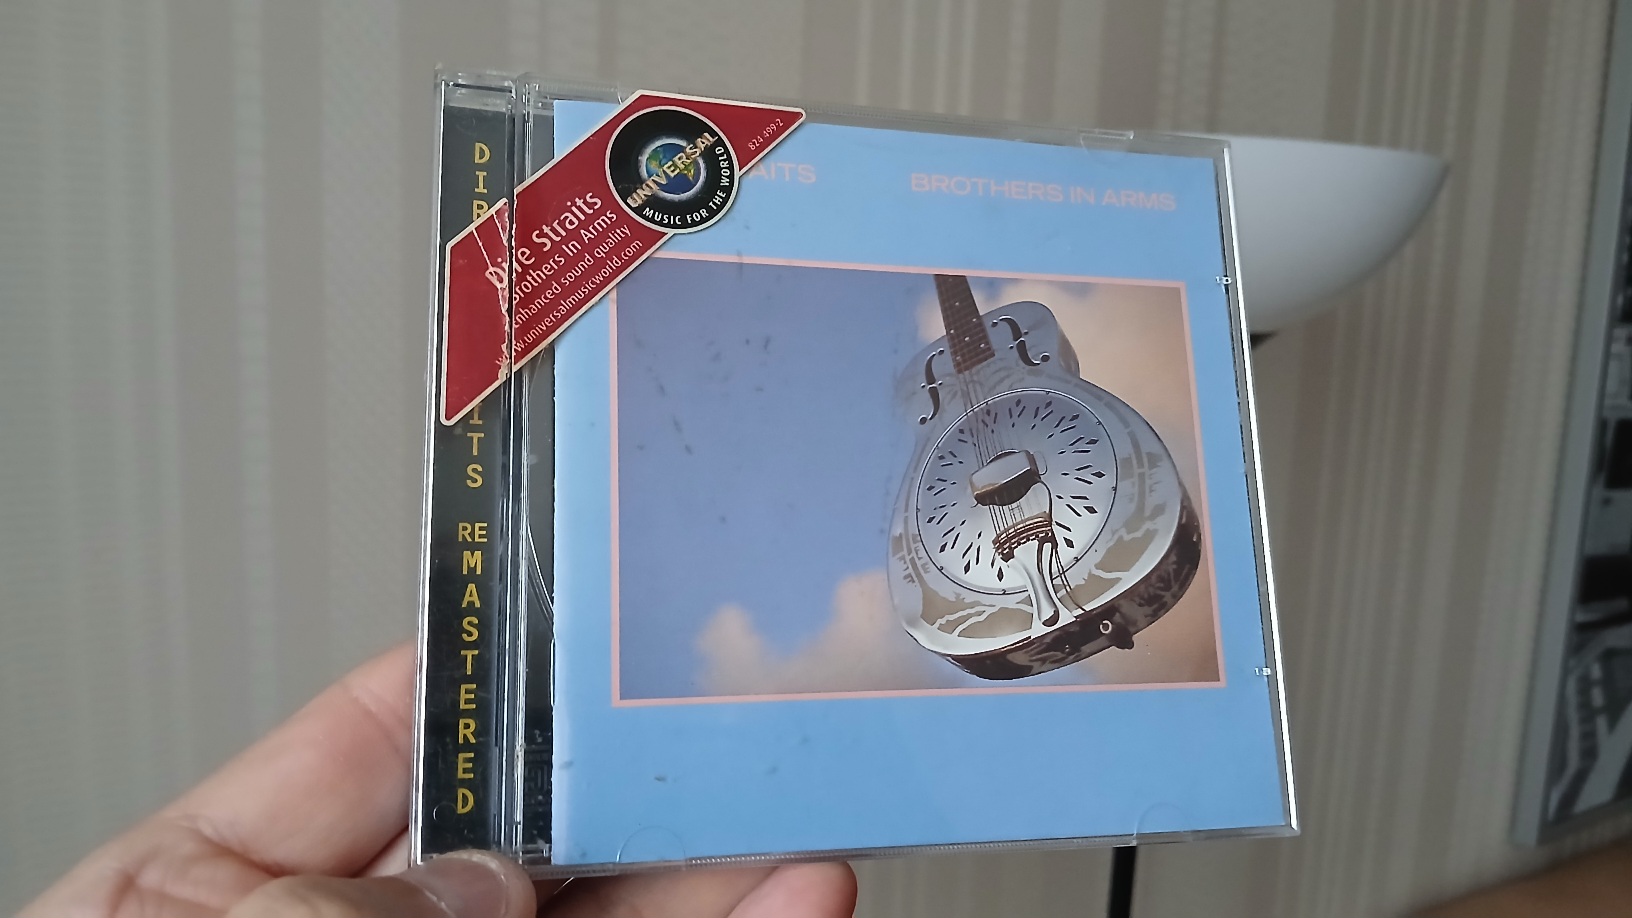 DIR
ITS REMASTERED
UNIVERSAL
MUSIC FOR THE WORLD
824 499-2
Dire Straits
Brothers In Arms
Enhanced sound quality
www.universalmusicworld.com
AITS BROTHERS IN ARMS